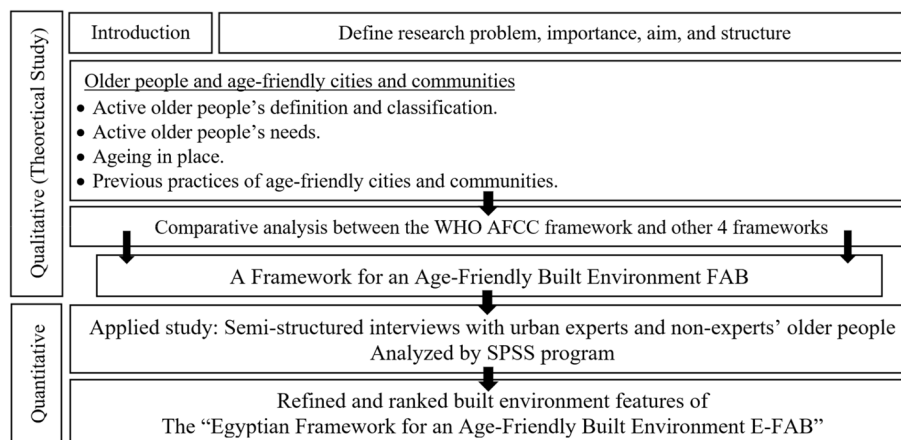 Qualitative (Theoretical Study)
Introduction
Define research problem, importance, aim, and structure
Older people and age-friendly cities and communities
• Active older people's definition and classification.
• Active older people's needs.
• Ageing in place.
• Previous practices of age-friendly cities and communities.
Comparative analysis between the WHO AFCC framework and other 4 frameworks
A Framework for an Age-Friendly Built Environment FAB
Quantitative
Applied study: Semi-structured interviews with urban experts and non-experts' older people
Analyzed by SPSS program
Refined and ranked built environment features of
The “Egyptian Framework for an Age-Friendly Built Environment E-FAB”